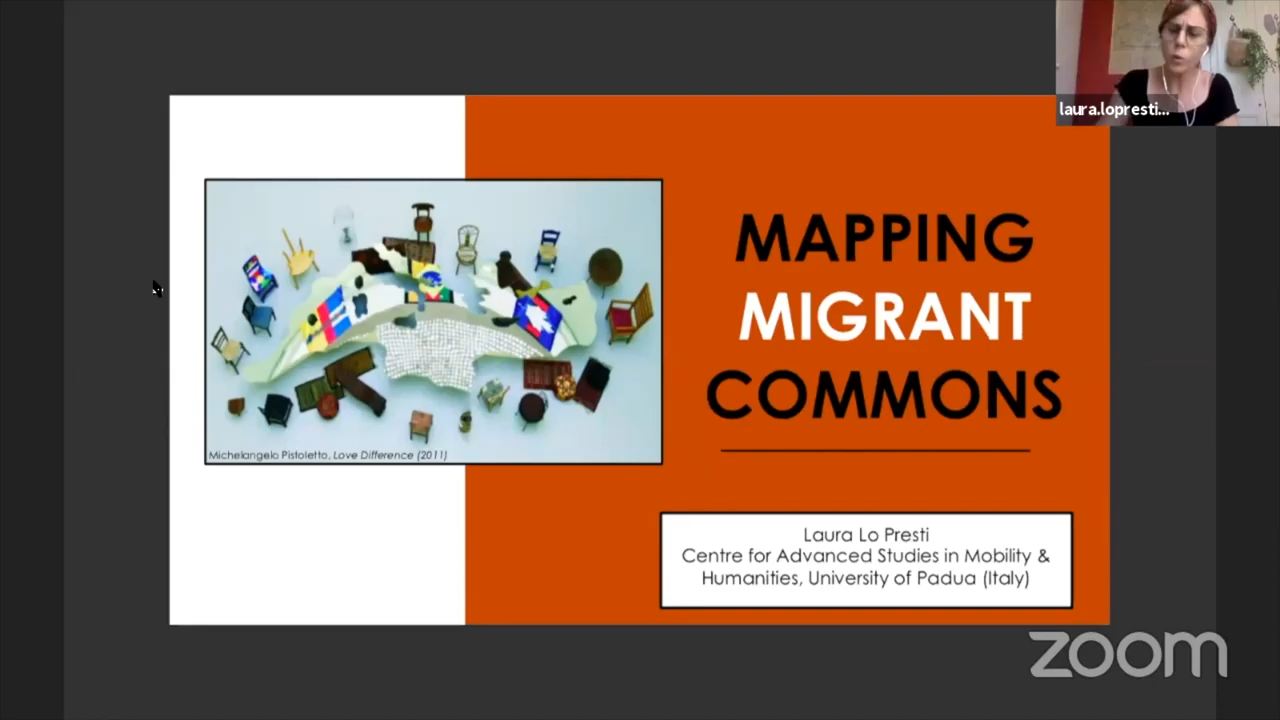 laura.lopresti...
MAPPING
MIGRANT
COMMONS
Michelangelo Pistoletto, Love Difference (2011)
Laura Lo Presti
Centre for Advanced Studies in Mobility &
Humanities, University of Padua (Italy)
zoom